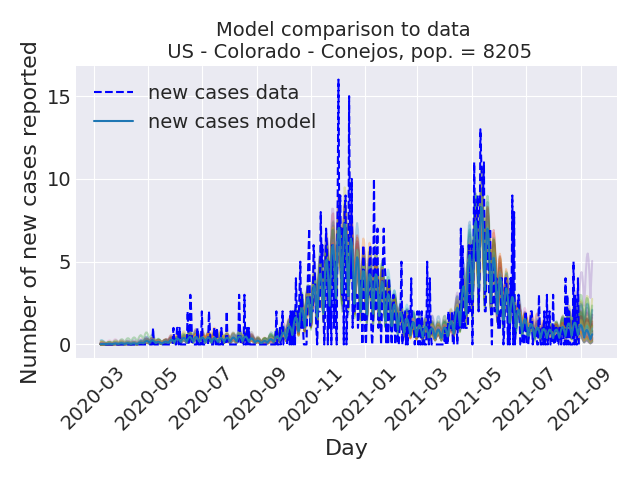 Model comparison to data
US - Colorado - Conejos, pop. = 8205
Number of new cases reported
15
10
5
0
new cases data
new cases model
2020-03
2020-05
2020-07
2020-09
2020-11
2021-01
2021-03
2021-05
2021-07
2021-09
Day